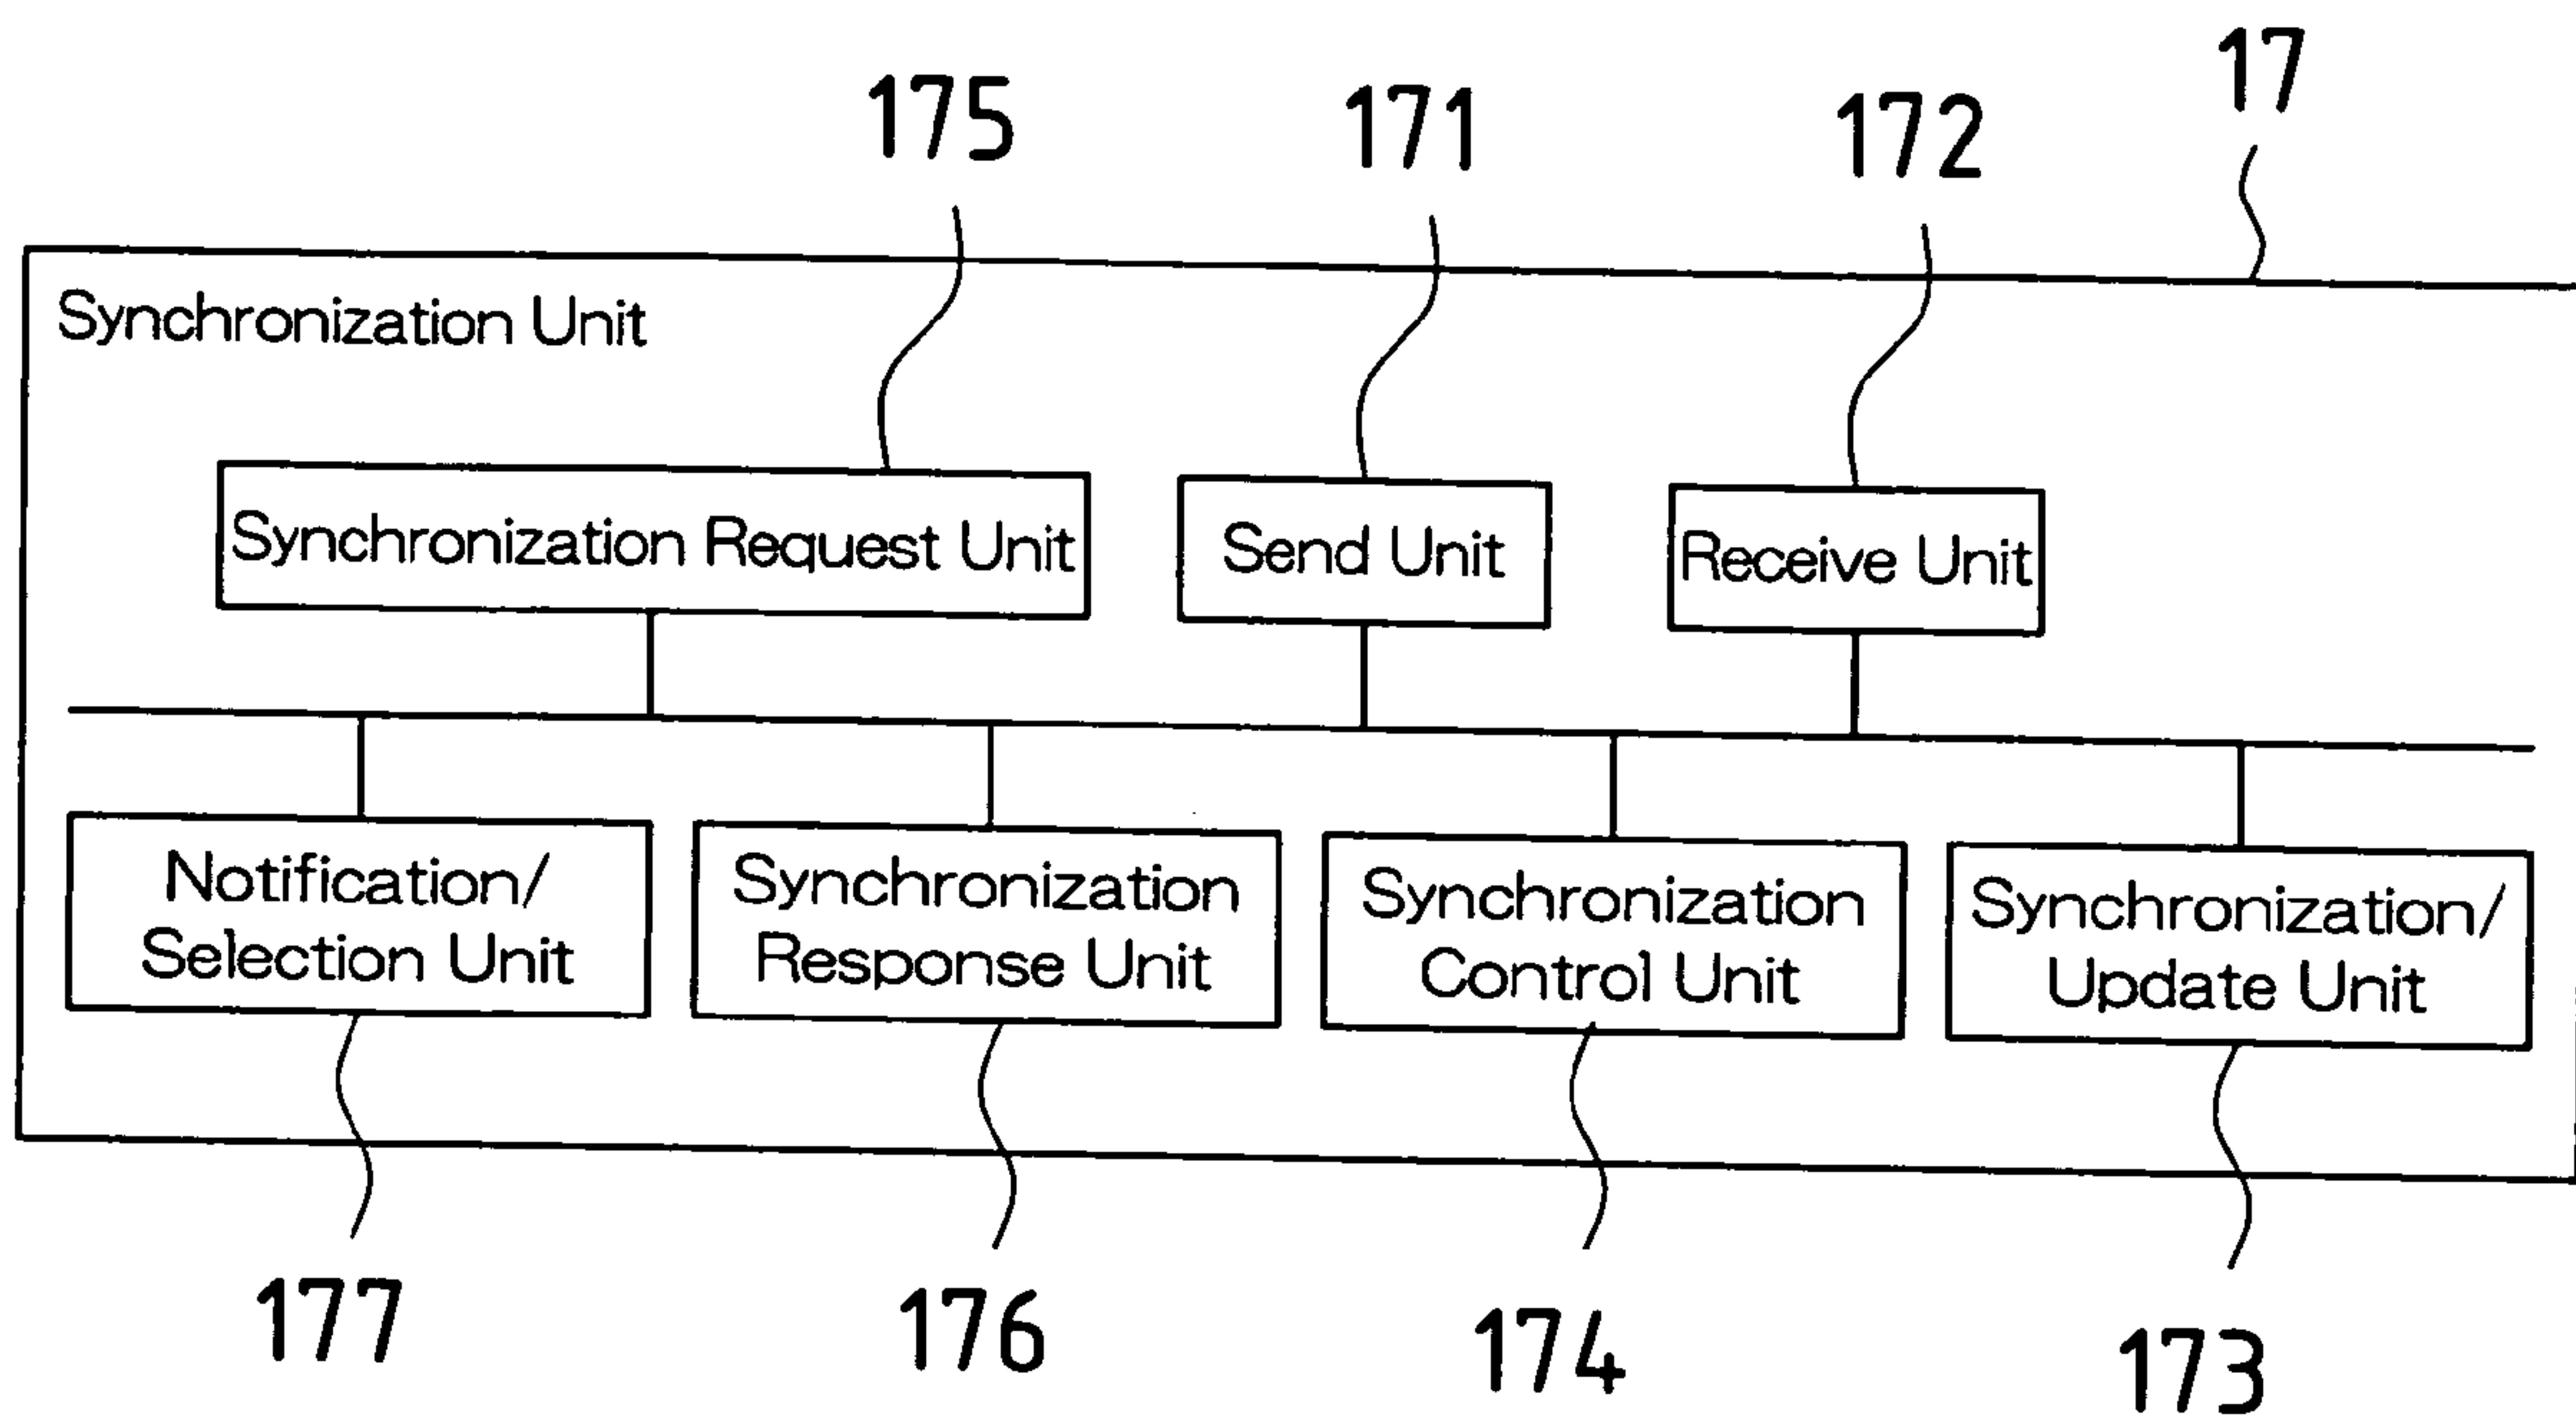 17
175
171
172
Synchronization Unit
Synchronization Request Unit
Send Unit
Receive Unit
Notification/
Selection Unit
Synchronization
Response Unit
Synchronization
Control Unit
Synchronization/
Update Unit
177
176
174
173